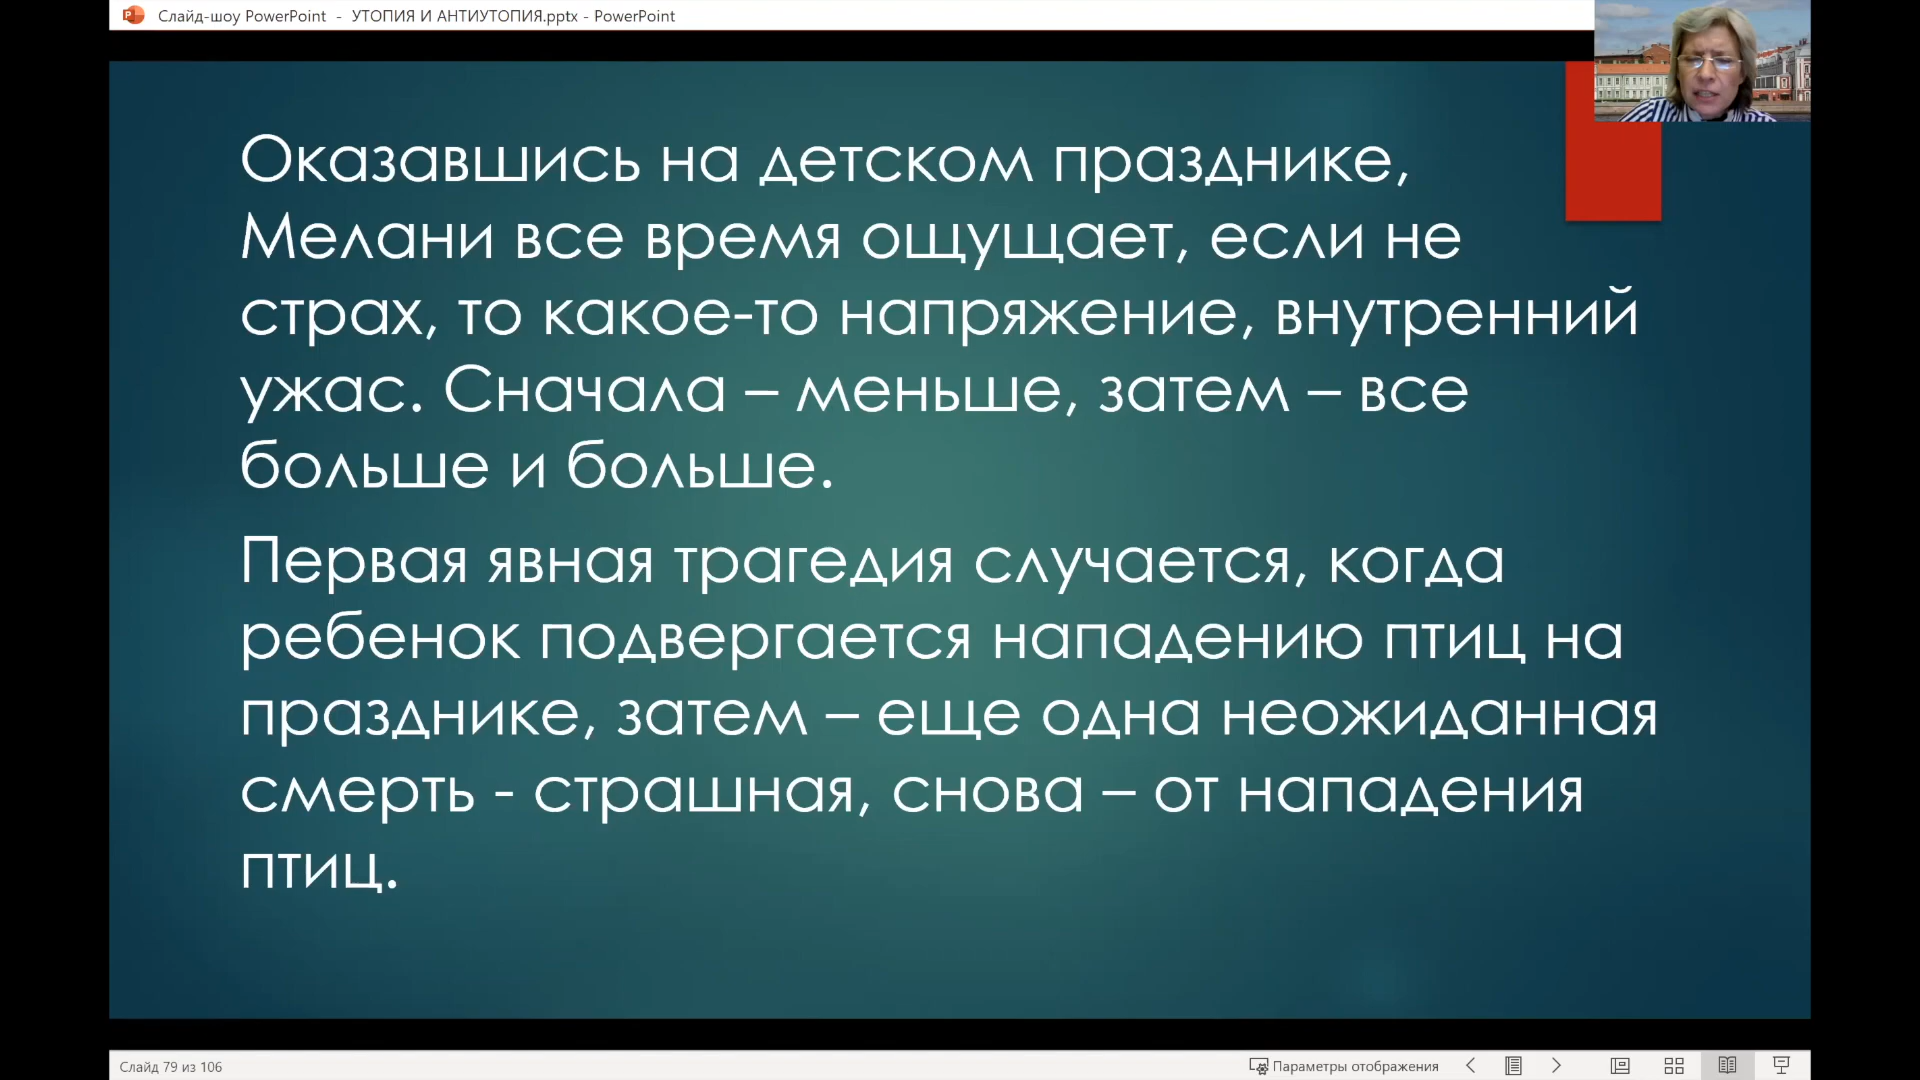 Слайд-шоу PowerPoint - УТОПИЯ И АНТИУТОПИЯ.pptx - PowerPoint
Оказавшись на детском празднике,
Мелани все время ощущает, если не
страх, то какое-то напряжение, внутренний
ужас. Сначала – меньше, затем – все
больше и больше.
Первая явная трагедия случается, когда
ребенок подвергается нападению птиц на
празднике, затем – еще одна неожиданная
смерть - страшная, снова – от нападения
птиц.
Слайд 79 из 106
Параметры отображения